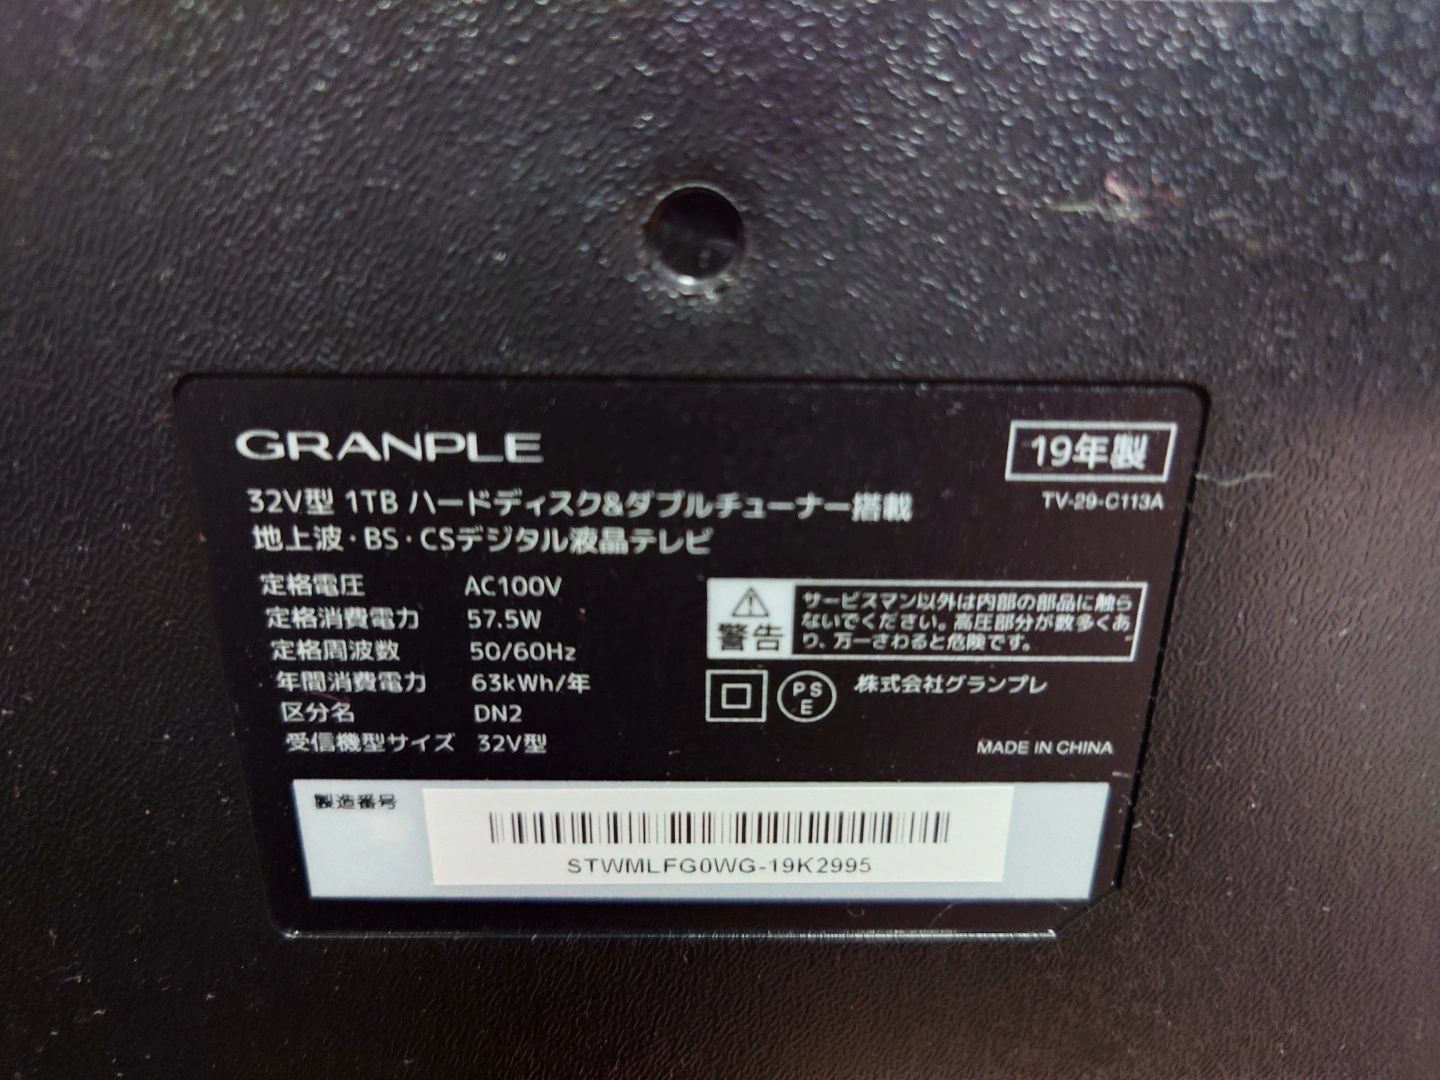 GRANPLE
19年製
32V型 1TB ハードディスク&ダブルチューナー搭載
TV-29-C113A
地上波・BS・CSデジタル液晶テレビ
定格電圧 AC100V
定格消費電力 57.5W
定格周波数 50/60Hz
年間消費電力 63kWh/年
区分名 DN2
受信機型サイズ 32V型
警告
サービスマン以外は内部の部品に触ら
ないでください。高圧部分が数多くあ
り、万一さわると危険です。
PS
E
株式会社グランプレ
MADE IN CHINA
製造番号
STWMLFG0WG-19K2995